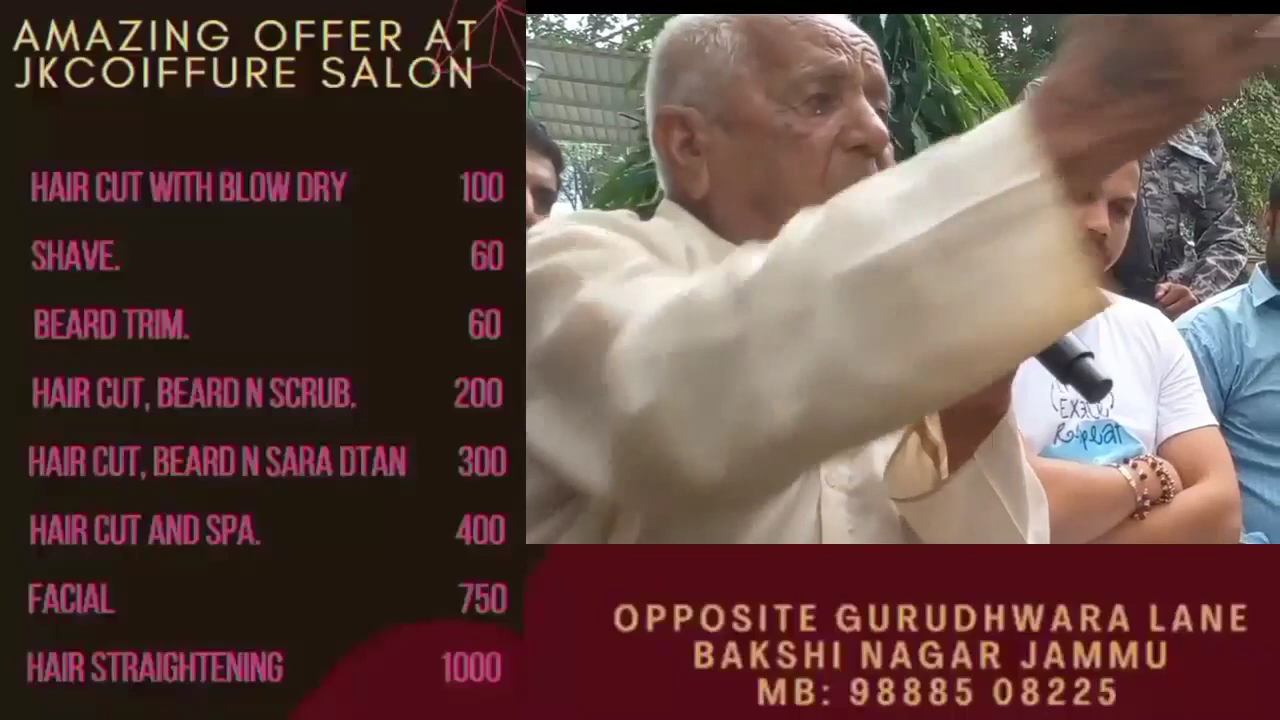 AMAZING OFFER AT
JKCOIFFURE SALON
HAIR CUT WITH BLOW DRY 100
SHAVE. 60
BEARD TRIM. 60
HAIR CUT, BEARD N SCRUB. 200
HAIR CUT, BEARD N SARA DTAN 300
HAIR CUT AND SPA. 400
FACIAL 750
HAIR STRAIGHTENING 1000
Repeat
OPPOSITE GURUDHWARA LANE
BAKSHI NAGAR JAMMU
MB: 98885 08225